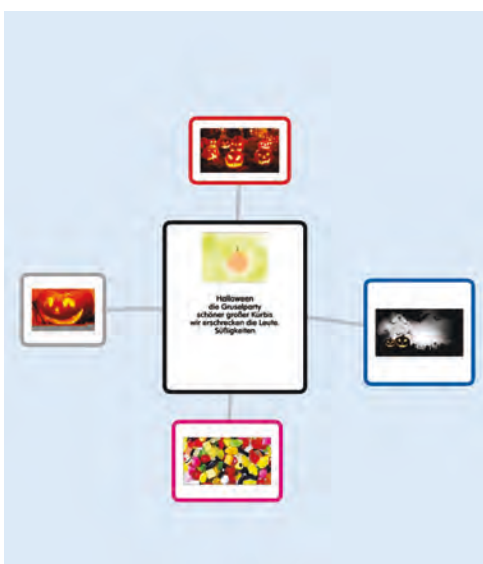 Halloween
die Gruselparty
schöner großer Kürbis
wir erschrecken die Leute
Süßigkeiten